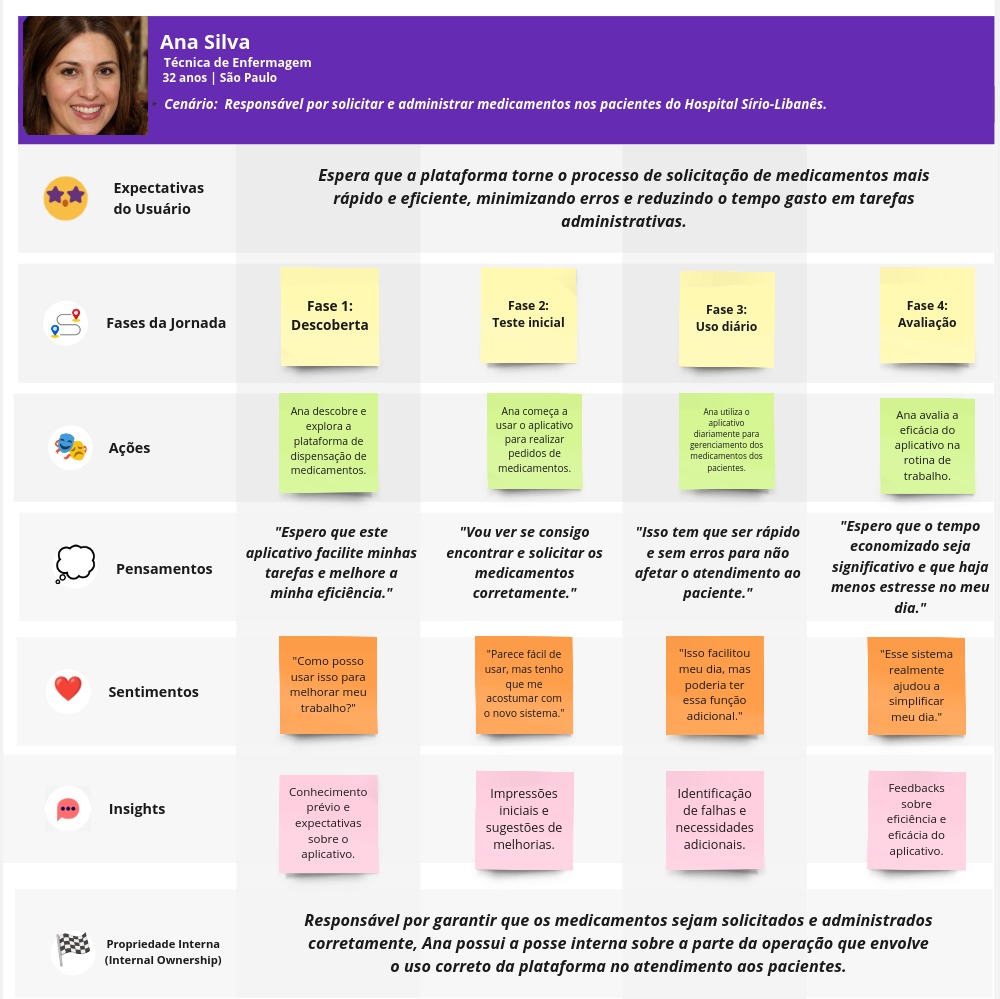 Ana Silva
Técnica de Enfermagem
32 anos | São Paulo
Cenário: Responsável por solicitar e administrar medicamentos nos pacientes do Hospital Sírio-Libanês.
Expectativas
do Usuário
Espera que a plataforma torne o processo de solicitação de medicamentos mais
rápido e eficiente, minimizando erros e reduzindo o tempo gasto em tarefas
administrativas.
Fases da Jornada
Fase 1:
Descoberta
Fase 2:
Teste inicial
Fase 3:
Uso diário
Fase 4:
Avaliação
Ações
Ana descobre e
explora a
plataforma de
dispensação de
medicamentos.
Ana começa a
usar o aplicativo
para realizar
pedidos de
medicamentos.
Ana utiliza o
aplicativo
diariamente para
gerenciamento dos
medicamentos dos
pacientes.
Ana avalia a
eficácia do
aplicativo na
rotina de
trabalho.
Pensamentos
"Espero que este
aplicativo facilite minhas
tarefas e melhore a
minha eficiência."
"Vou ver se consigo
encontrar e solicitar os
medicamentos
corretamente."
"Isso tem que ser rápido
e sem erros para não
afetar o atendimento ao
paciente."
"Espero que o tempo
economizado seja
significativo e que haja
menos estresse no meu
dia."
Sentimentos
"Como posso
usar isso para
melhorar meu
trabalho?"
"Parece fácil de
usar, mas tenho
que me
acostumar com
o novo sistema."
"Isso facilitou
meu dia, mas
poderia ter
essa função
adicional."
"Esse sistema
realmente
ajudou a
simplificar
meu dia."
Insights
Conhecimento
prévio e
expectativas
sobre o
aplicativo.
Impressões
iniciais e
sugestões de
melhorias.
Identificação
de falhas e
necessidades
adicionais.
Feedbacks
sobre
eficiência e
eficácia do
aplicativo.
Propriedade Interna
(Internal Ownership)
Responsável por garantir que os medicamentos sejam solicitados e administrados
corretamente, Ana possui a posse interna sobre a parte da operação que envolve
o uso correto da plataforma no atendimento aos pacientes.